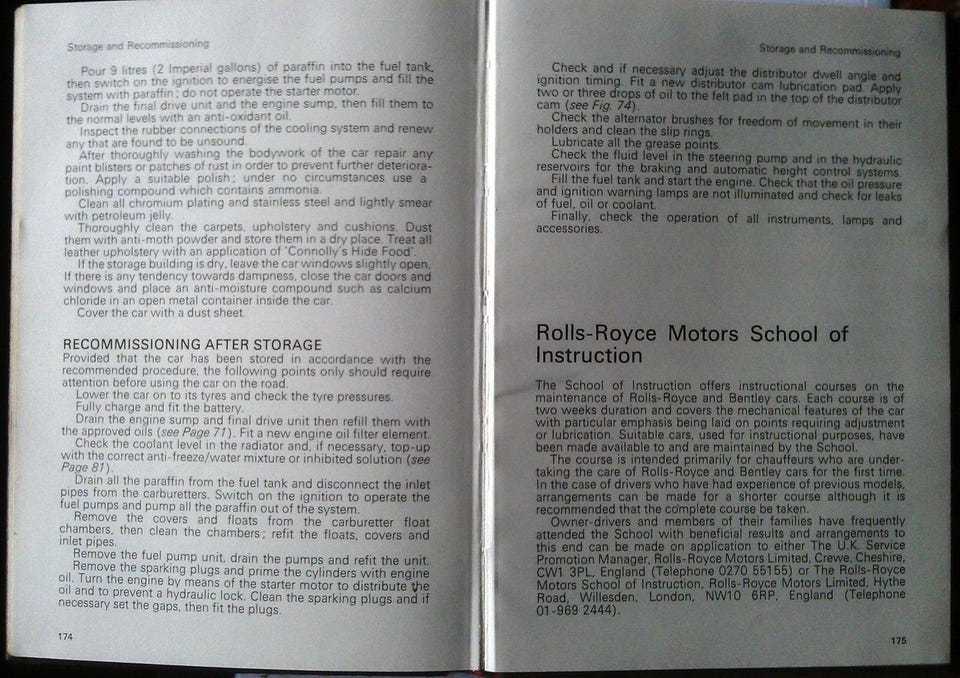 Storage and Recommissioning
Pour 9 litres (2 Imperial gallons) of paraffin into the fuel tank,
then switch on the ignition to energise the fuel pumps and fill the
system with paraffin; do not operate the starter motor.
Drain the final drive unit and the engine sump, then fill them to
the normal levels with an anti-oxidant oil.
Inspect the rubber connections of the cooling system and renew
any that are found to be unsound.
After thoroughly washing the bodywork of the car repair any
paint blisters or patches of rust in order to prevent further deteriora-
tion. Apply a suitable polish; under no circumstances use a
polishing compound which contains ammonia.
Clean all chromium plating and stainless steel and lightly smear
with petroleum jelly.
Thoroughly clean the carpets, upholstery and cushions. Dust
them with anti-moth powder and store them in a dry place. Treat all
leather upholstery with an application of 'Connolly's Hide Food'.
If the storage building is dry, leave the car windows slightly open.
If there is any tendency towards dampness, close the car doors and
windows and place an anti-moisture compound such as calcium
chloride in an open metal container inside the car.
Cover the car with a dust sheet.
RECOMMISSIONING AFTER STORAGE
Provided that the car has been stored in accordance with the
recommended procedure, the following points only should require
attention before using the car on the road.
Lower the car on to its tyres and check the tyre pressures.
Fully charge and fit the battery.
Drain the engine sump and final drive unit then refill them with
the approved oils (see Page 71). Fit a new engine oil filter element.
Check the coolant level in the radiator and, if necessary, top-up
with the correct anti-freeze/water mixture or inhibited solution (see
Page 81).
Drain all the paraffin from the fuel tank and disconnect the inlet
pipes from the carburetters. Switch on the ignition to operate the
fuel pumps and pump all the paraffin out of the system.
Remove the covers and floats from the carburetter float
chambers, then clean the chambers; refit the floats, covers and
inlet pipes.
Remove the fuel pump unit, drain the pumps and refit the unit.
Remove the sparking plugs and prime the cylinders with engine
oil. Turn the engine by means of the starter motor to distribute the
oil and to prevent a hydraulic lock. Clean the sparking plugs and if
necessary set the gaps, then fit the plugs.
174
Storage and Recommissioning
Check and if necessary adjust the distributor dwell angle and
ignition timing. Fit a new distributor cam lubrication pad. Apply
two or three drops of oil to the felt pad in the top of the distributor
cam (see Fig. 74).
Check the alternator brushes for freedom of movement in their
holders and clean the slip rings.
Lubricate all the grease points.
Check the fluid level in the steering pump and in the hydraulic
reservoirs for the braking and automatic height control systems.
Fill the fuel tank and start the engine. Check that the oil pressure
and ignition warning lamps are not illuminated and check for leaks
of fuel, oil or coolant.
Finally, check the operation of all instruments, lamps and
accessories.
Rolls-Royce Motors School of
Instruction
The School of Instruction offers instructional courses on the
maintenance of Rolls-Royce and Bentley cars. Each course is of
two weeks duration and covers the mechanical features of the car
with particular emphasis being laid on points requiring adjustment
or lubrication. Suitable cars, used for instructional purposes, have
been made available to and are maintained by the School.
The course is intended primarily for chauffeurs who are under-
taking the care of Rolls-Royce and Bentley cars for the first time.
In the case of drivers who have had experience of previous models,
arrangements can be made for a shorter course although it is
recommended that the complete course be taken.
Owner-drivers and members of their families have frequently
attended the School with beneficial results and arrangements to
this end can be made on application to either The U.K. Service
Promotion Manager, Rolls-Royce Motors Limited, Crewe, Cheshire,
CW1 3PL, England (Telephone 0270 55155) or The Rolls-Royce
Motors School of Instruction, Rolls-Royce Motors Limited, Hythe
Road, Willesden, London, NW10 6RP, England (Telephone
01-969 2444).
175